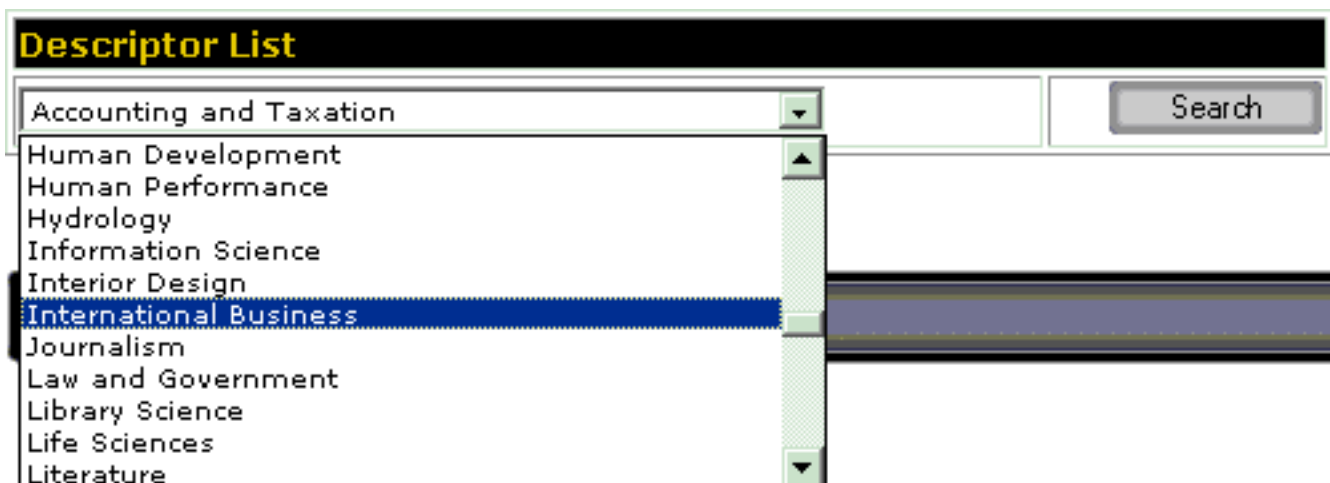 Descriptor List
Accounting and Taxation
Search
Human Development
Human Performance
Hydrology
Information Science
Interior Design
International Business
Journalism
Law and Government
Library Science
Life Sciences
Literature